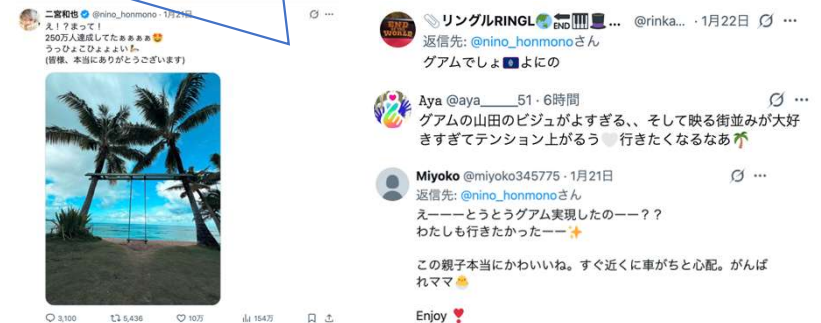 二宮和也 @nino_honmono・1月21日
え！？まって！
250万人達成してたぁぁぁぁ🤩
うっひょこひょょょい🐍
(皆様、本当にありがとうございます)
3,100 5,436 10万 154万
リングルRINGL🌏🔚🎹🎩... @rinka...・1月22日
返信先: @nino_honmonoさん
グアムでしょ🇬🇺よにの
Aya @aya_____51・6時間
グアムの山田のビジュがよすぎる、、そして映る街並みが大好
きすぎてテンション上がるう🤍行きたくなるなあ🌴
Miyoko @miyoko345775・1月21日
返信先: @nino_honmonoさん
えーーーとうとうグアム実現したのーー？？
わたしも行きたかったーー✨
この親子本当にかわいいね。すぐ近くに車がちと心配。がんば
れママ🐣
Enjoy❣️